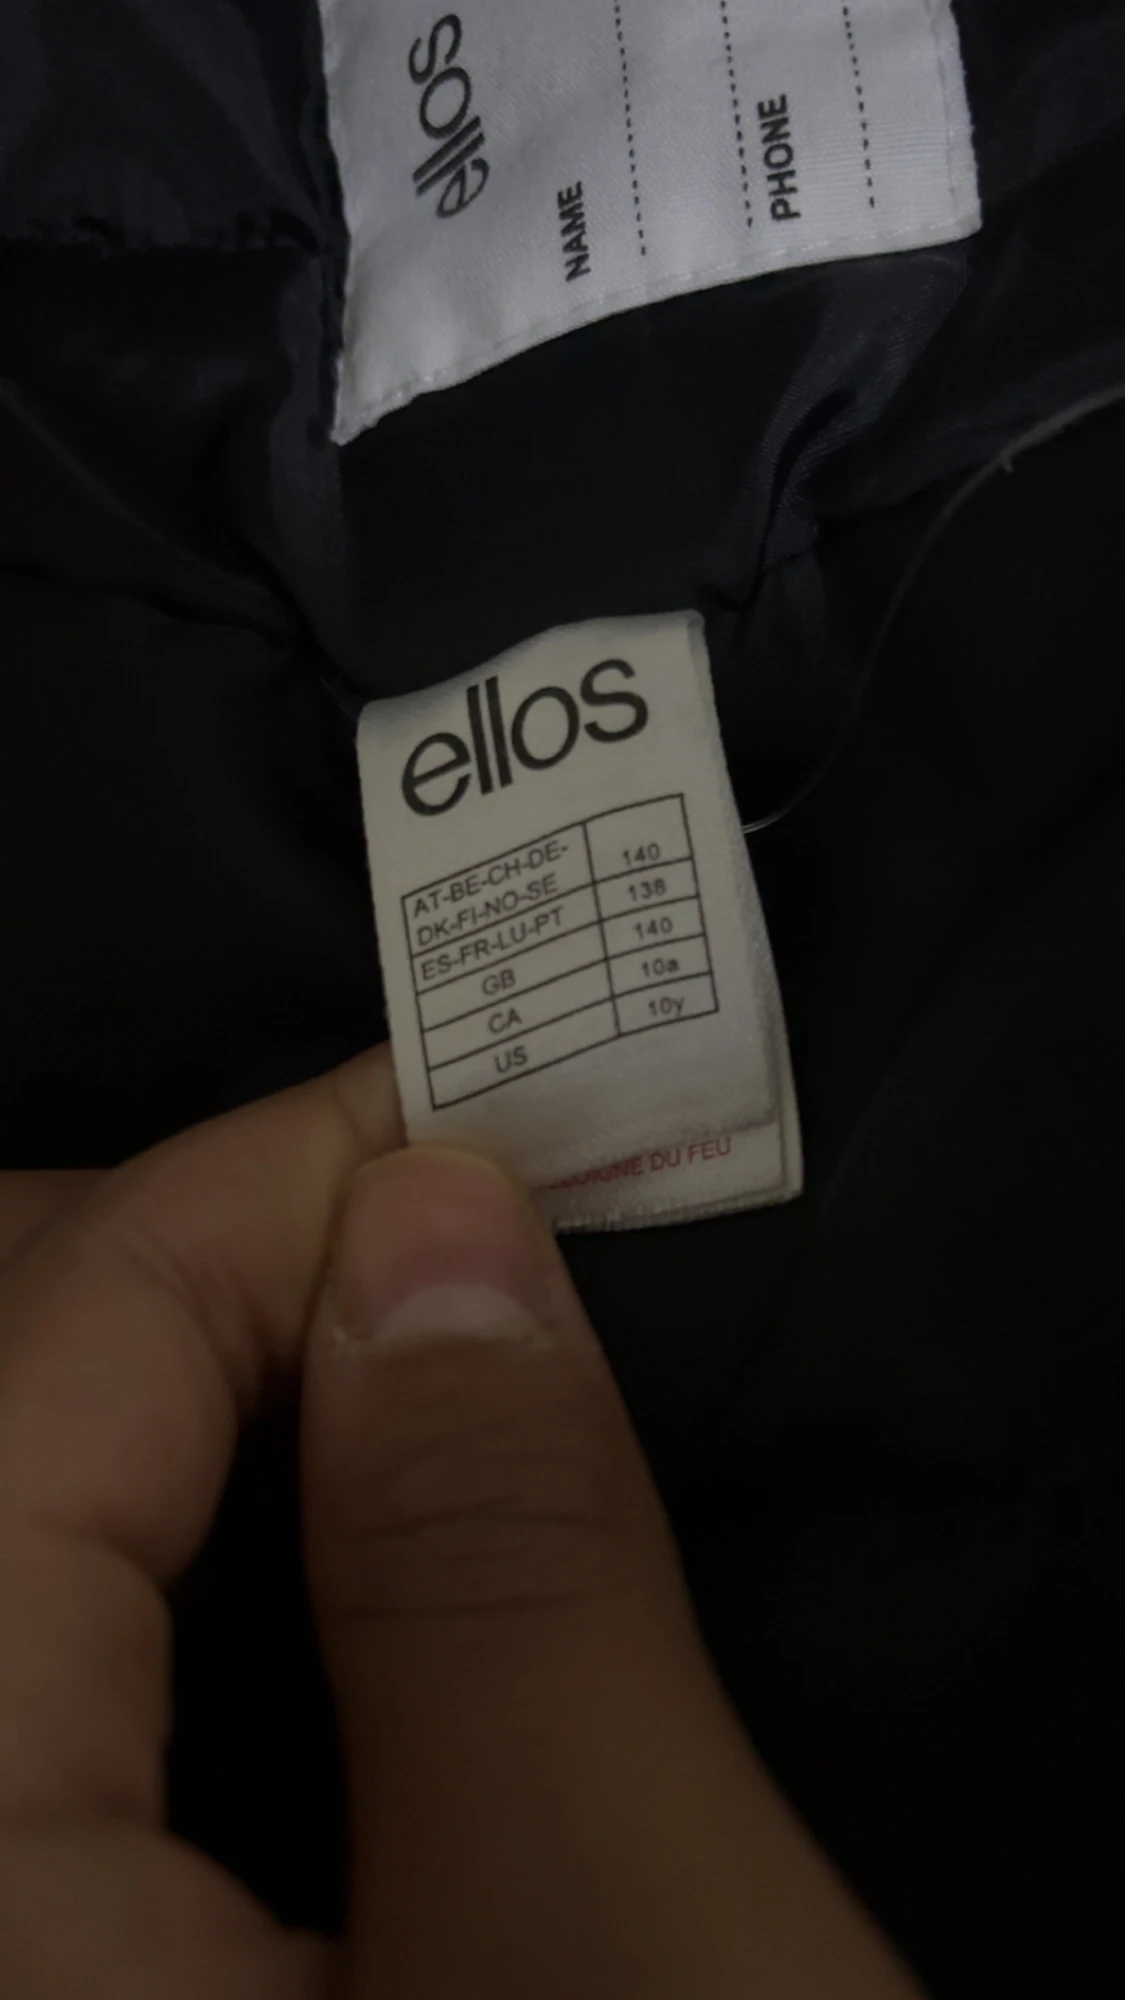 ellos
NAME
PHONE
ellos
AT-BE-CH-DE-
DK-FI-NO-SE 140
ES-FR-LU-PT 138
GB 140
CA 10a
US 10y
DU FEU